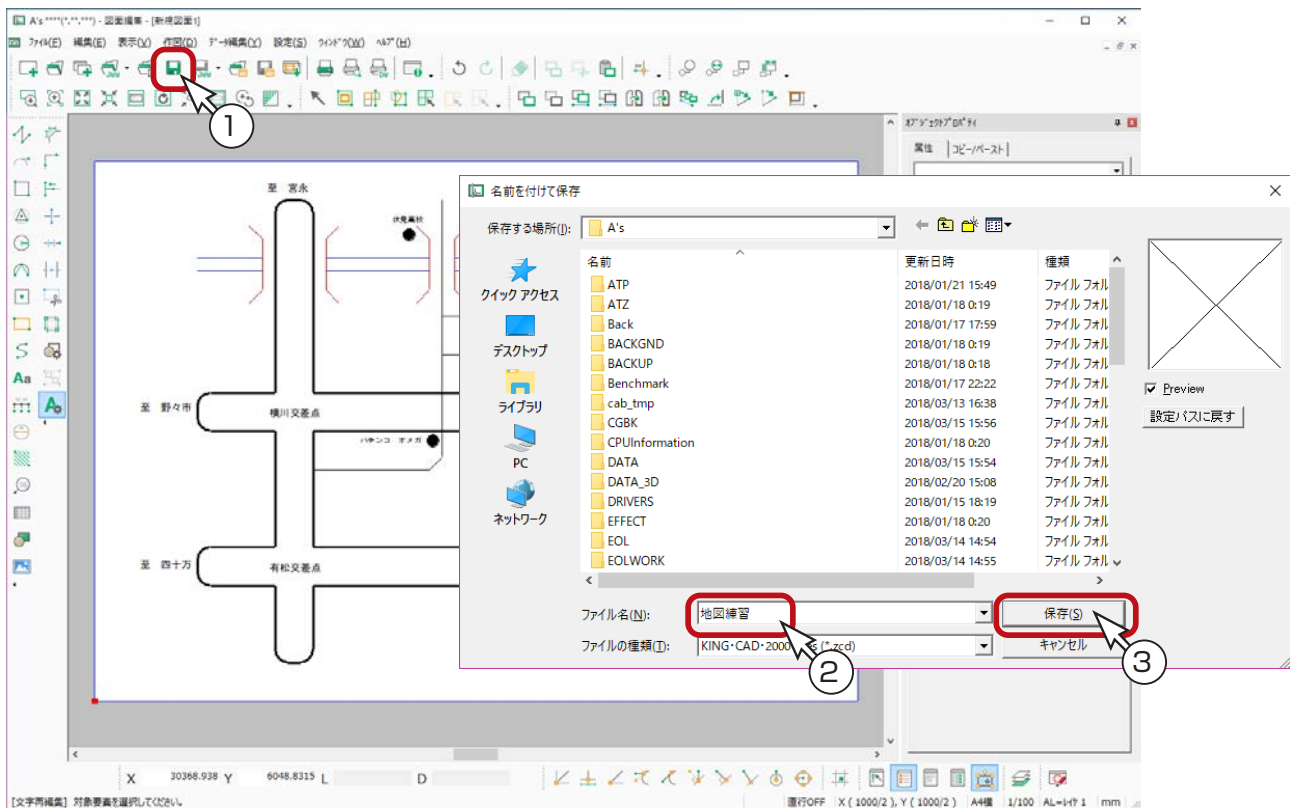 A's ****(*,**,***) - 図面編集 - [新規図面1]
ﾌｧｲﾙ(F) 編集(E) 表示(V) 作図(D) ﾃﾞｰﾀ編集(Y) 設定(S) ｳｨﾝﾄﾞｳ(W) ﾍﾙﾌﾟ(H)
1
ｵﾌﾞｼﾞｪｸﾄﾌﾟﾛﾊﾟﾃｨ
属性 コピー/ペースト
至 宮永
伏見高校
至 野々市
横川交差点
パチンコ オメガ
至 四十万
有松交差点
Aa
A
名前を付けて保存
保存する場所(I):
A's
クイック アクセス
デスクトップ
ライブラリ
PC
ネットワーク
名前 更新日時 種類
ATP 2018/01/21 15:49 ファイル フォル
ATZ 2018/01/18 0:19 ファイル フォル
Back 2018/01/17 17:59 ファイル フォル
BACKGND 2018/01/18 0:19 ファイル フォル
BACKUP 2018/01/18 0:18 ファイル フォル
Benchmark 2018/01/17 22:22 ファイル フォル
cab_tmp 2018/03/13 16:38 ファイル フォル
CGBK 2018/03/15 15:56 ファイル フォル
CPUInformation 2018/01/18 0:20 ファイル フォル
DATA 2018/03/15 15:54 ファイル フォル
DATA_3D 2018/02/20 15:08 ファイル フォル
DRIVERS 2018/01/15 18:19 ファイル フォル
EFFECT 2018/01/18 0:20 ファイル フォル
EOL 2018/03/14 14:54 ファイル フォル
EOLWORK 2018/03/14 14:55 ファイル フォル
Preview
設定パスに戻す
ファイル名(N): 地図練習 保存(S)
ファイルの種類(T): KING・CAD・2000 s (*.zcd) キャンセル
2
3
X 30368.938 Y 6048.8315 L D
[文字再編集] 対象要素を選択してください。
直行OFF X ( 1000/2 ), Y ( 1000/2 ) A4横 1/100 AL=ﾚｲﾔ 1 mm